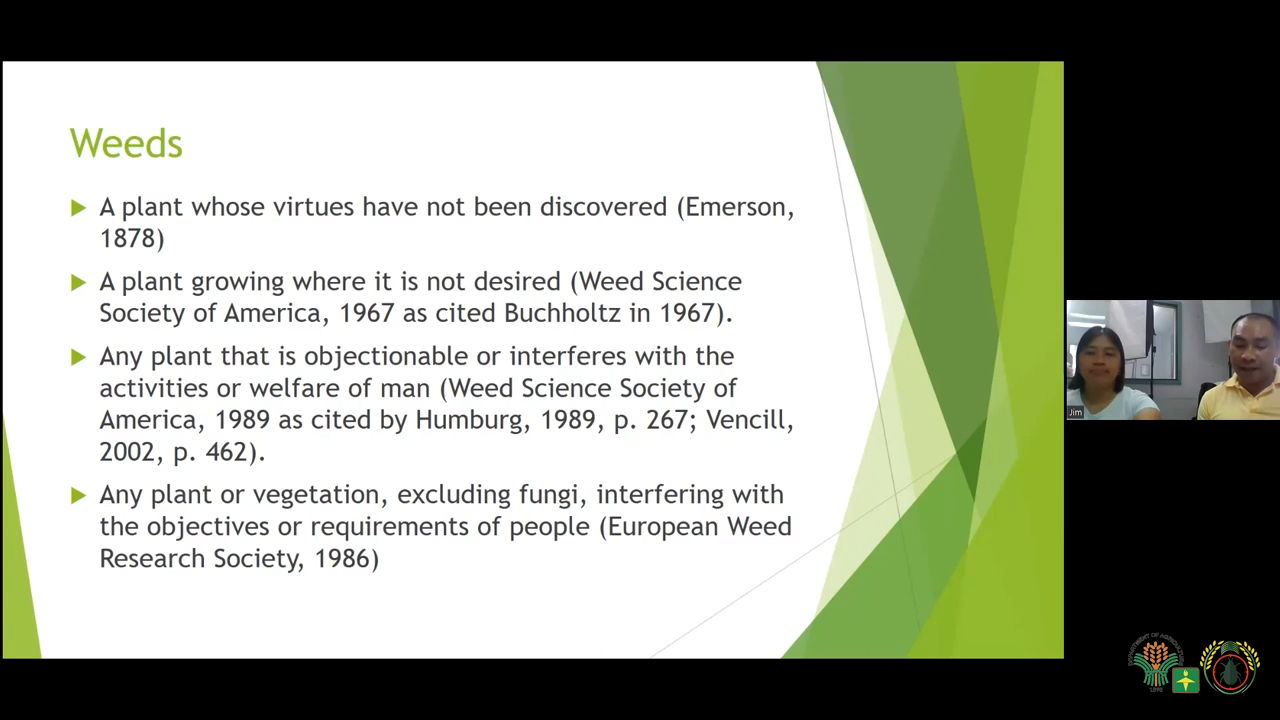 Weeds
A plant whose virtues have not been discovered (Emerson,
1878)
A plant growing where it is not desired (Weed Science
Society of America, 1967 as cited Buchholtz in 1967).
Any plant that is objectionable or interferes with the
activities or welfare of man (Weed Science Society of
America, 1989 as cited by Humburg, 1989, p. 267; Vencill,
2002, p. 462).
Any plant or vegetation, excluding fungi, interfering with
the objectives or requirements of people (European Weed
Research Society, 1986)
Jim
DEPARTMENT OF AGRICULTURE
1898